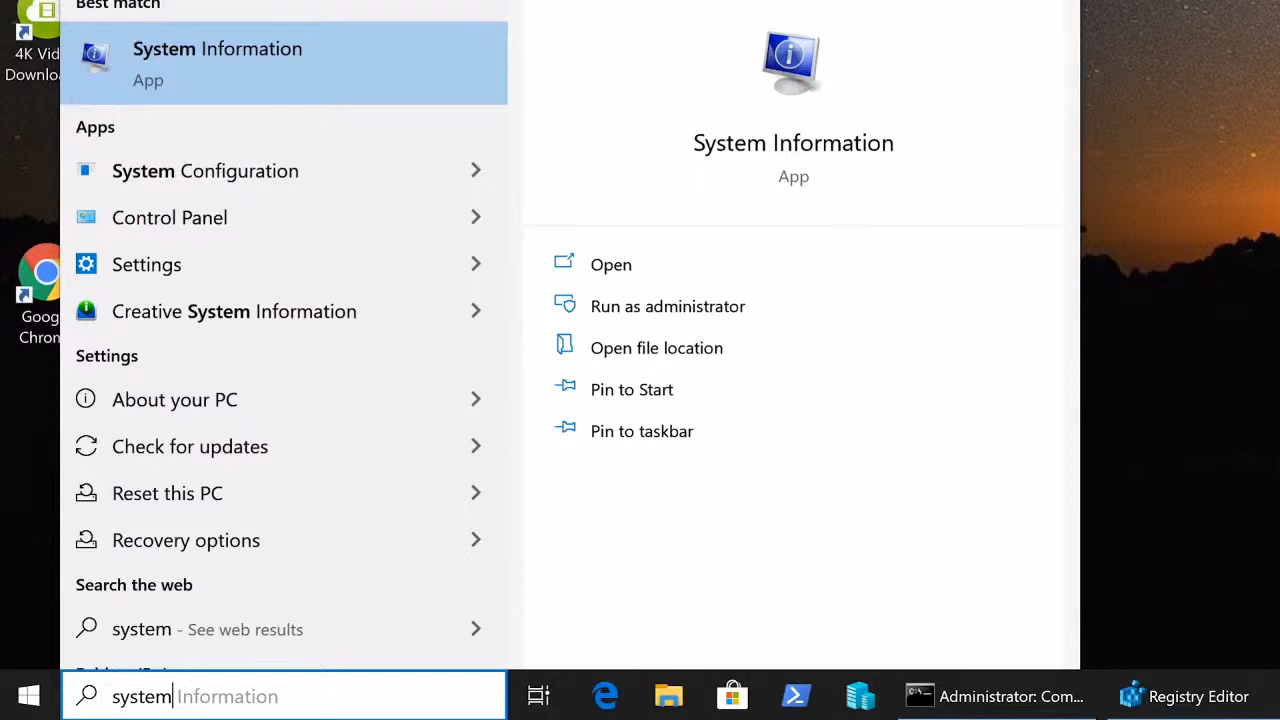 Best match
4K Vid
Downlo
System Information
App
Apps
System Configuration
Control Panel
Settings
Creative System Information
Settings
About your PC
Check for updates
Reset this PC
Recovery options
Search the web
system - See web results
system Information
Goog
Chrom
System Information
App
Open
Run as administrator
Open file location
Pin to Start
Pin to taskbar
Administrator: Com...
Registry Editor